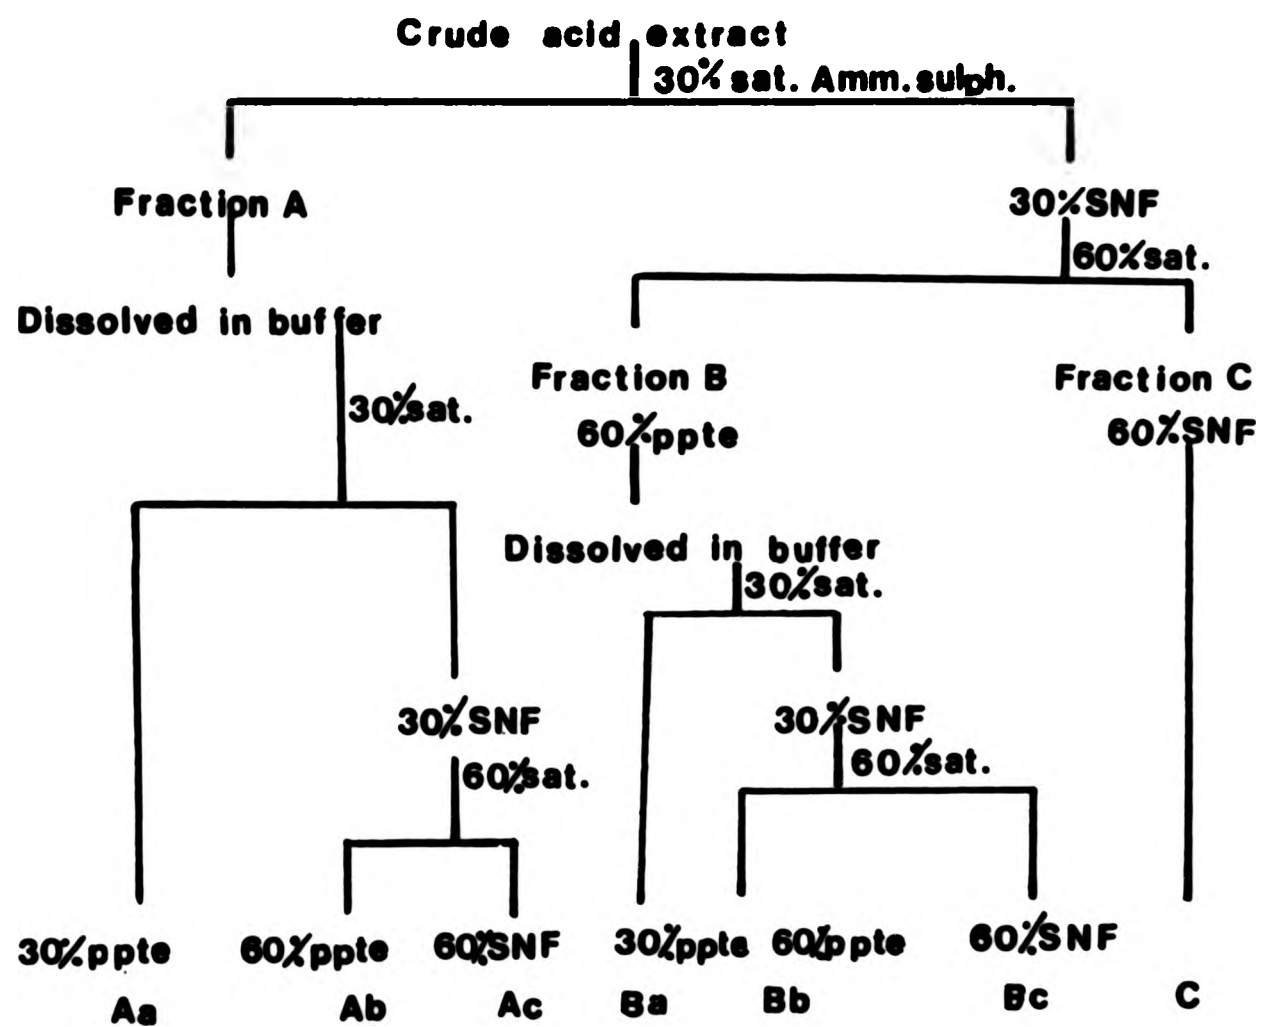 Crude acid extract
30% sat. Amm. sulph.
Fraction A
30%SNF
60%sat.
Dissolved in buffer
Fraction B
Fraction C
30%sat.
60%ppte
60%SNF
Dissolved in buffer
30%sat.
30%SNF
30%SNF
60%sat.
60%sat.
30%ppte 60%ppte 60%SNF 30%ppte 60%ppte 60%SNF
Aa Ab Ac Ba Bb Bc C